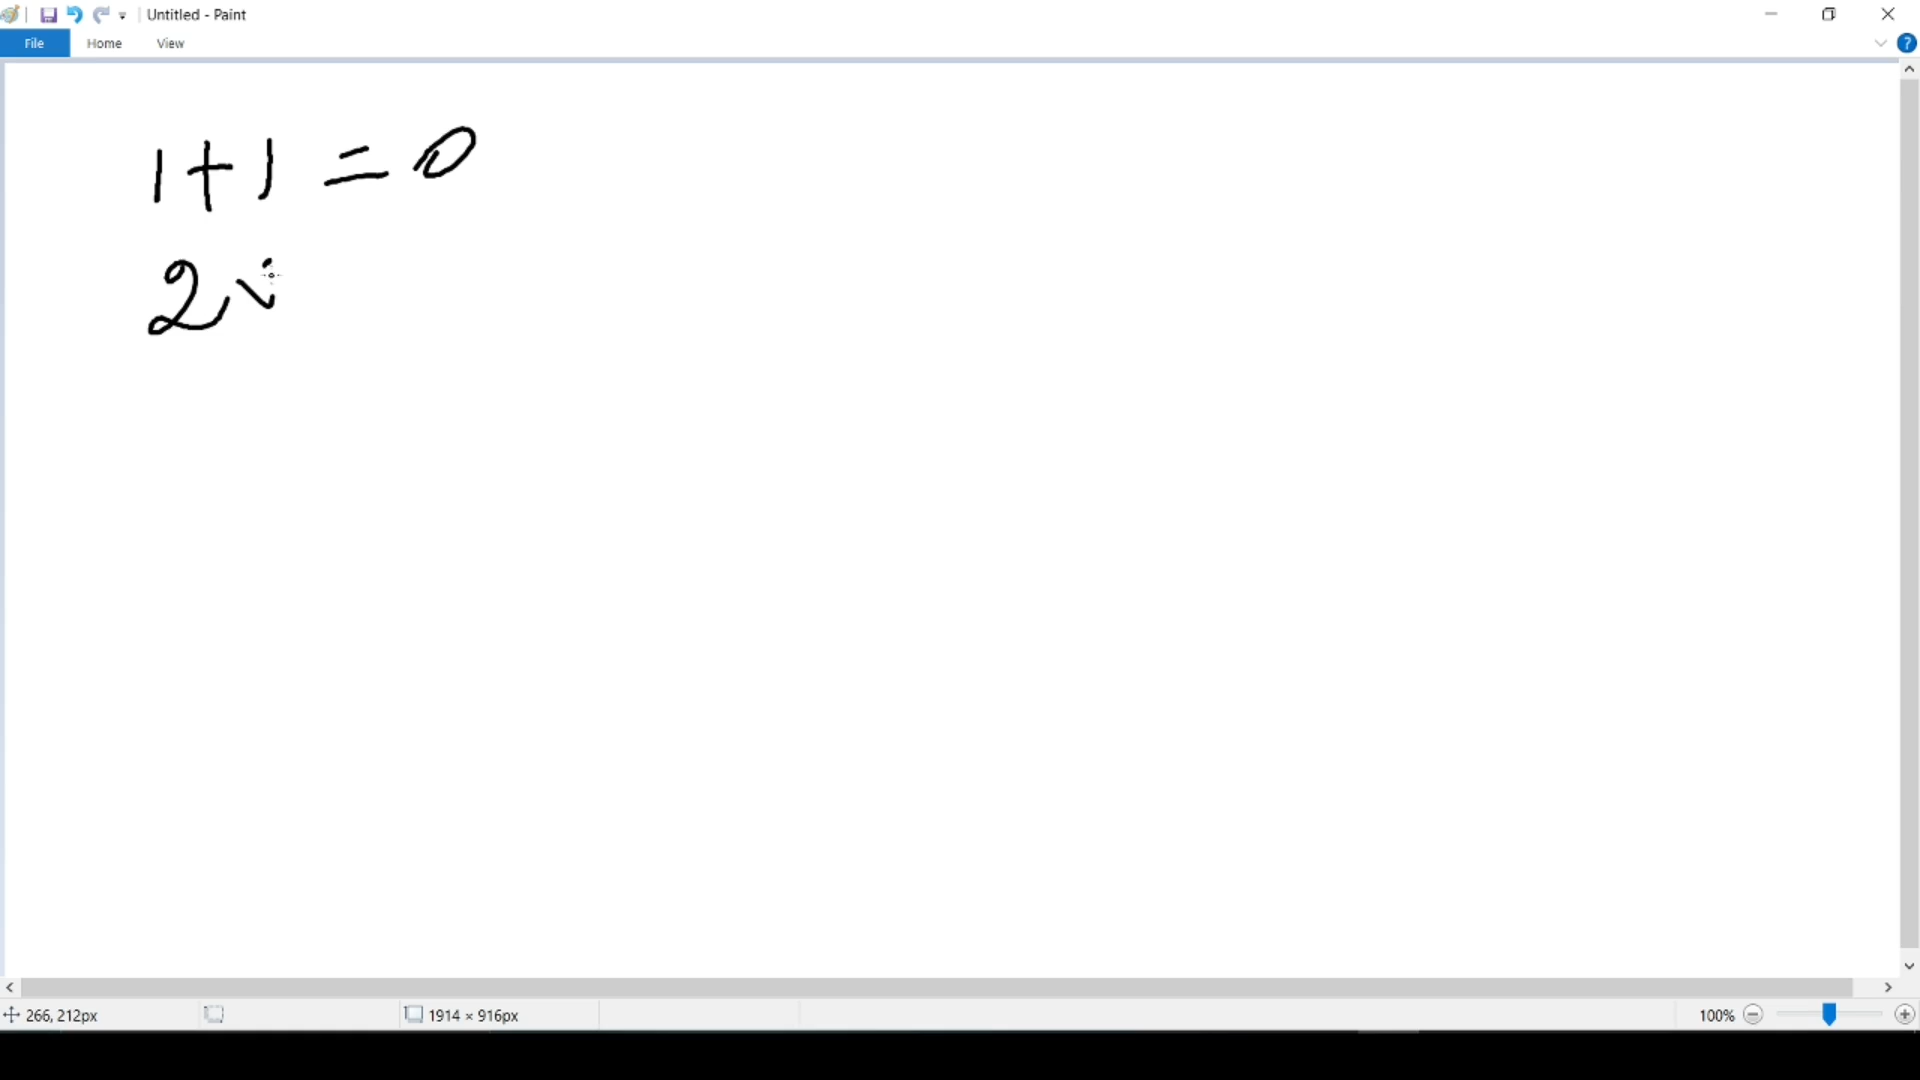 Untitled - Paint
File Home View
1+1 = 0
2
266, 212px
1914 × 916px
100%